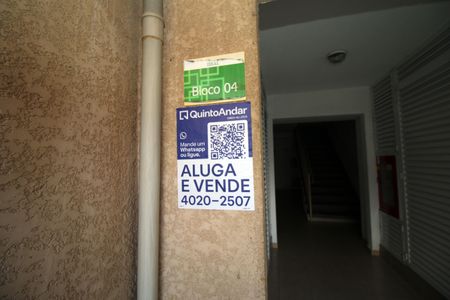 Bloco 04
QuintoAndar
Mande um
Whatsapp
ou ligue.
ALUGA
E VENDE
4020-2507